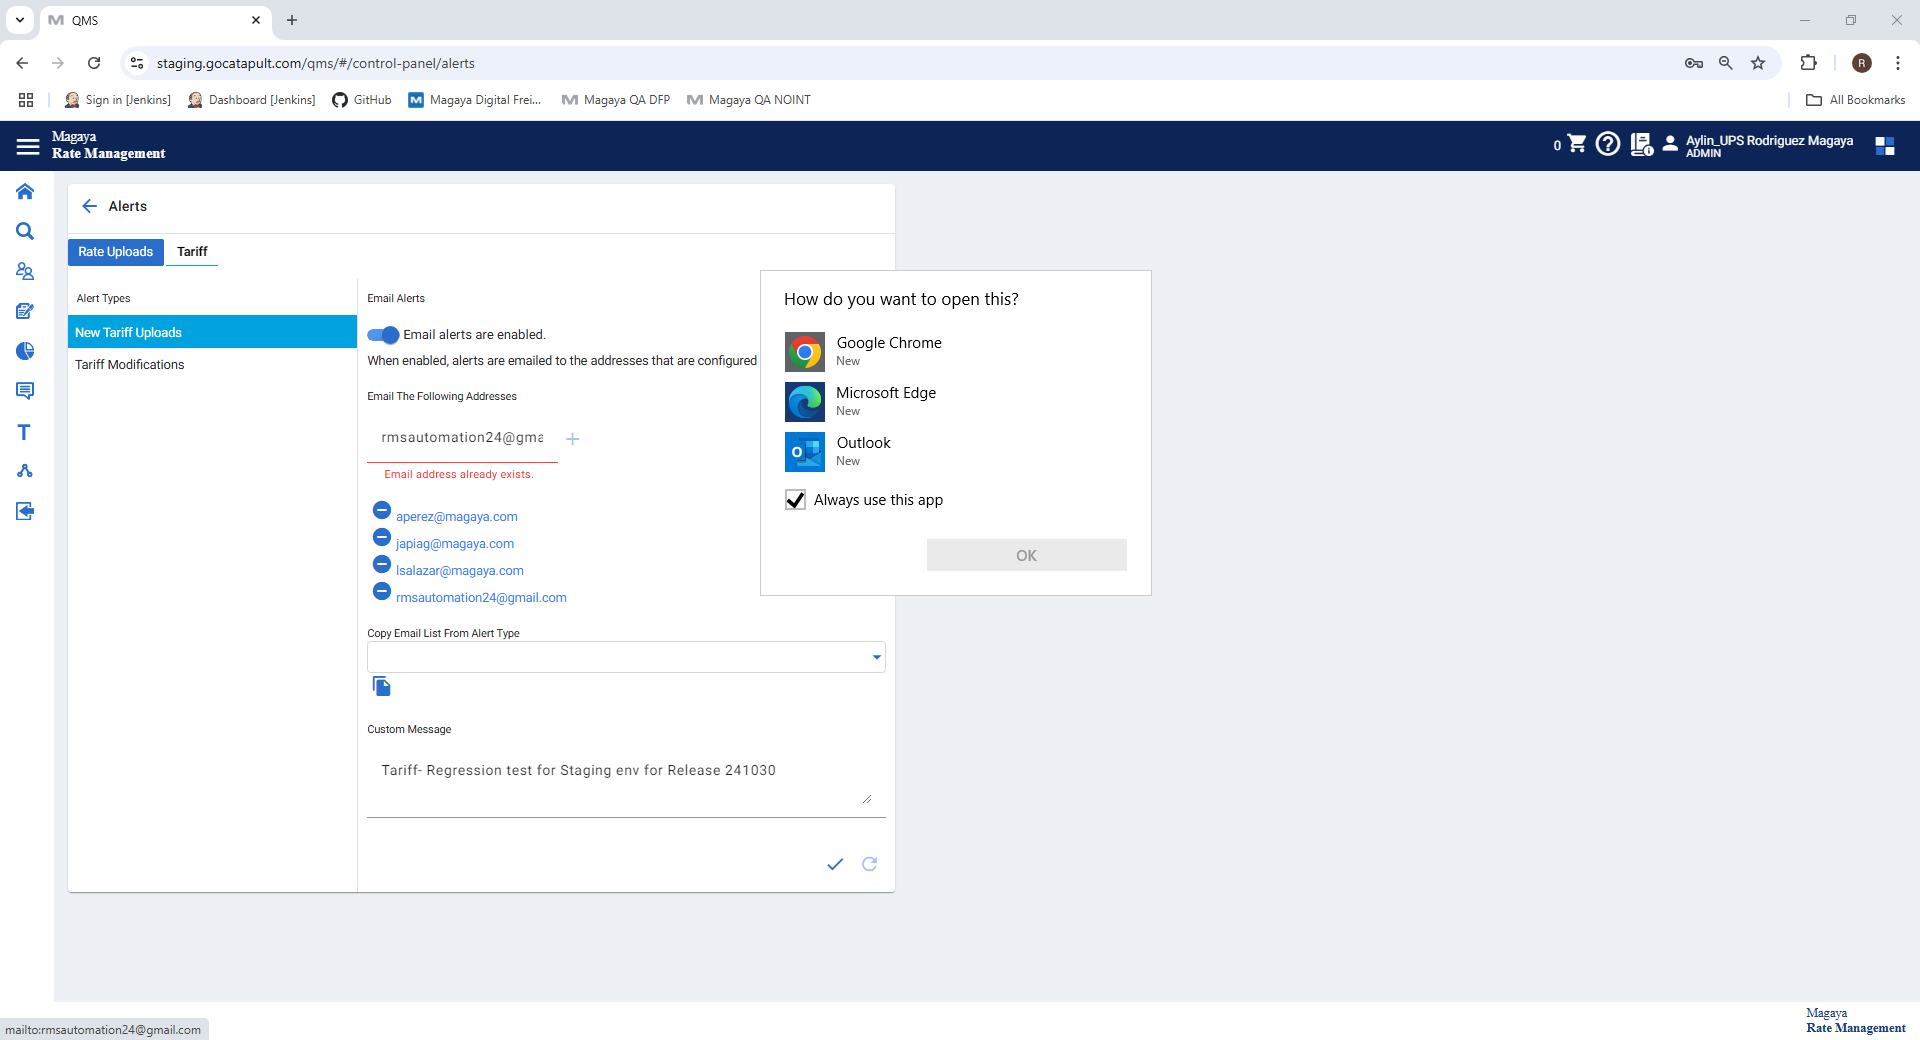 QMS
staging.gocatapult.com/qms/#/control-panel/alerts
R
Sign in [Jenkins]
Dashboard [Jenkins]
GitHub
Magaya Digital Frei...
Magaya QA DFP
Magaya QA NOINT
All Bookmarks
Magaya
Rate Management
0
Aylin_UPS Rodriguez Magaya
ADMIN
Alerts
Rate Uploads
Tariff
Alert Types
New Tariff Uploads
Tariff Modifications
Email Alerts
Email alerts are enabled.
When enabled, alerts are emailed to the addresses that are configured
Email The Following Addresses
rmsautomation24@gma
Email address already exists.
aperez@magaya.com
japiag@magaya.com
lsalazar@magaya.com
rmsautomation24@gmail.com
Copy Email List From Alert Type
Custom Message
Tariff- Regression test for Staging env for Release 241030
How do you want to open this?
Google Chrome
New
Microsoft Edge
New
Outlook
New
Always use this app
OK
T
mailto:rmsautomation24@gmail.com
Magaya
Rate Management